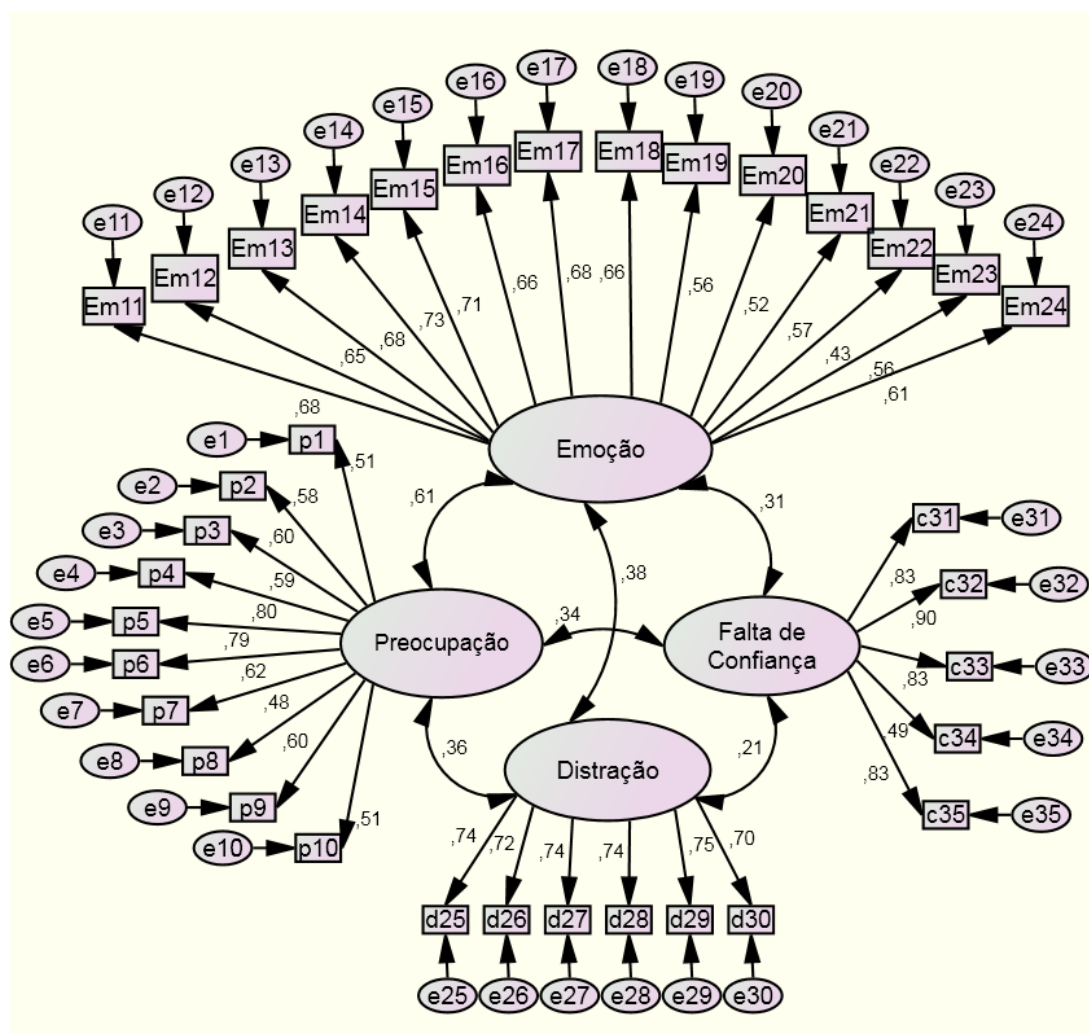 e11
e12
e13
e14
e15
e16
e17
e18
e19
e20
e21
e22
e23
e24
Em11
Em12
Em13
Em14
Em15
Em16
Em17
Em18
Em19
Em20
Em21
Em22
Em23
Em24
,68
,65
,68
,73
,71
,66
,68
,66
,56
,52
,57
,43
,56
,61
Emoção
e1
p1
,51
e2
p2
,58
e3
p3
,60
e4
p4
,59
e5
p5
,80
e6
p6
,79
e7
p7
,62
e8
p8
,48
e9
p9
,60
e10
p10
,51
Preocupação
,61
,31
,38
,34
,36
,21
Falta de
Confiança
c31
e31
,83
c32
e32
,90
c33
e33
,83
c34
e34
,49
c35
e35
,83
Distração
,74
,72
,74
,74
,75
,70
d25
d26
d27
d28
d29
d30
e25
e26
e27
e28
e29
e30